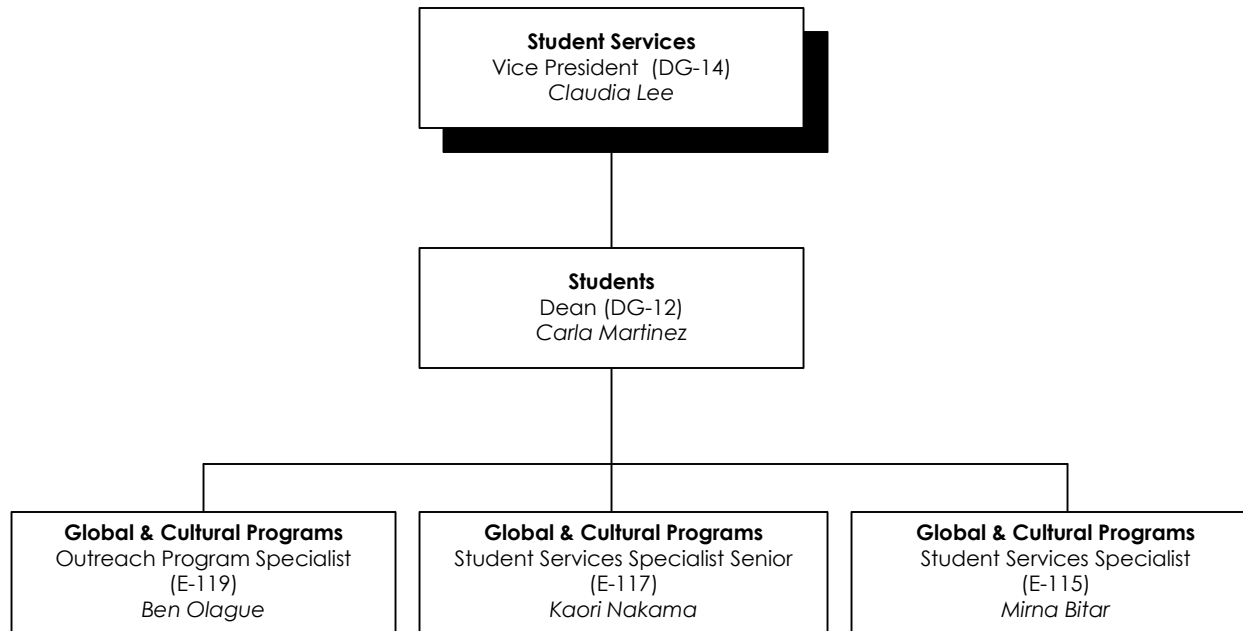 Student Services
Vice President  (DG-14)
Claudia Lee
Students
Dean (DG-12)
Carla Martinez
Global & Cultural Programs
Outreach Program Specialist
(E-119)
Ben Olague
Global & Cultural Programs
Student Services Specialist Senior
(E-117)
Kaori Nakama
Global & Cultural Programs
Student Services Specialist
(E-115)
Mirna Bitar